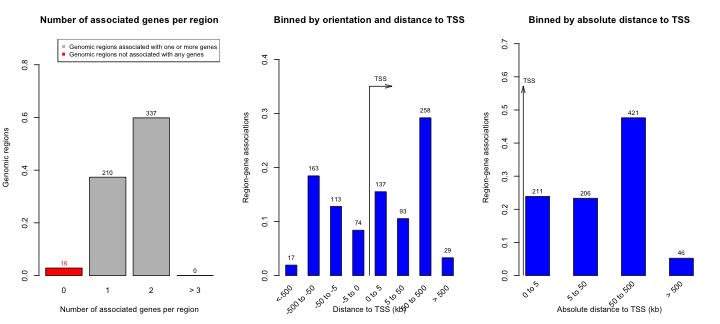 Number of associated genes per region
Genomic regions associated with one or more genes
Genomic regions not associated with any genes
Genomic regions
0.0
0.2
0.4
0.6
0.8
16
210
337
0
0
1
2
> 3
Number of associated genes per region
Binned by orientation and distance to TSS
Region-gene associations
0.0
0.1
0.2
0.3
0.4
TSS
17
163
113
74
137
93
258
29
<-500
-500 to -50
-50 to -5
-5 to 0
0 to 5
5 to 50
50 to 500
> 500
Distance to TSS (kb)
Binned by absolute distance to TSS
Region-gene associations
0.0
0.1
0.2
0.3
0.4
0.5
0.6
0.7
TSS
211
206
421
46
0 to 5
5 to 50
50 to 500
> 500
Absolute distance to TSS (kb)